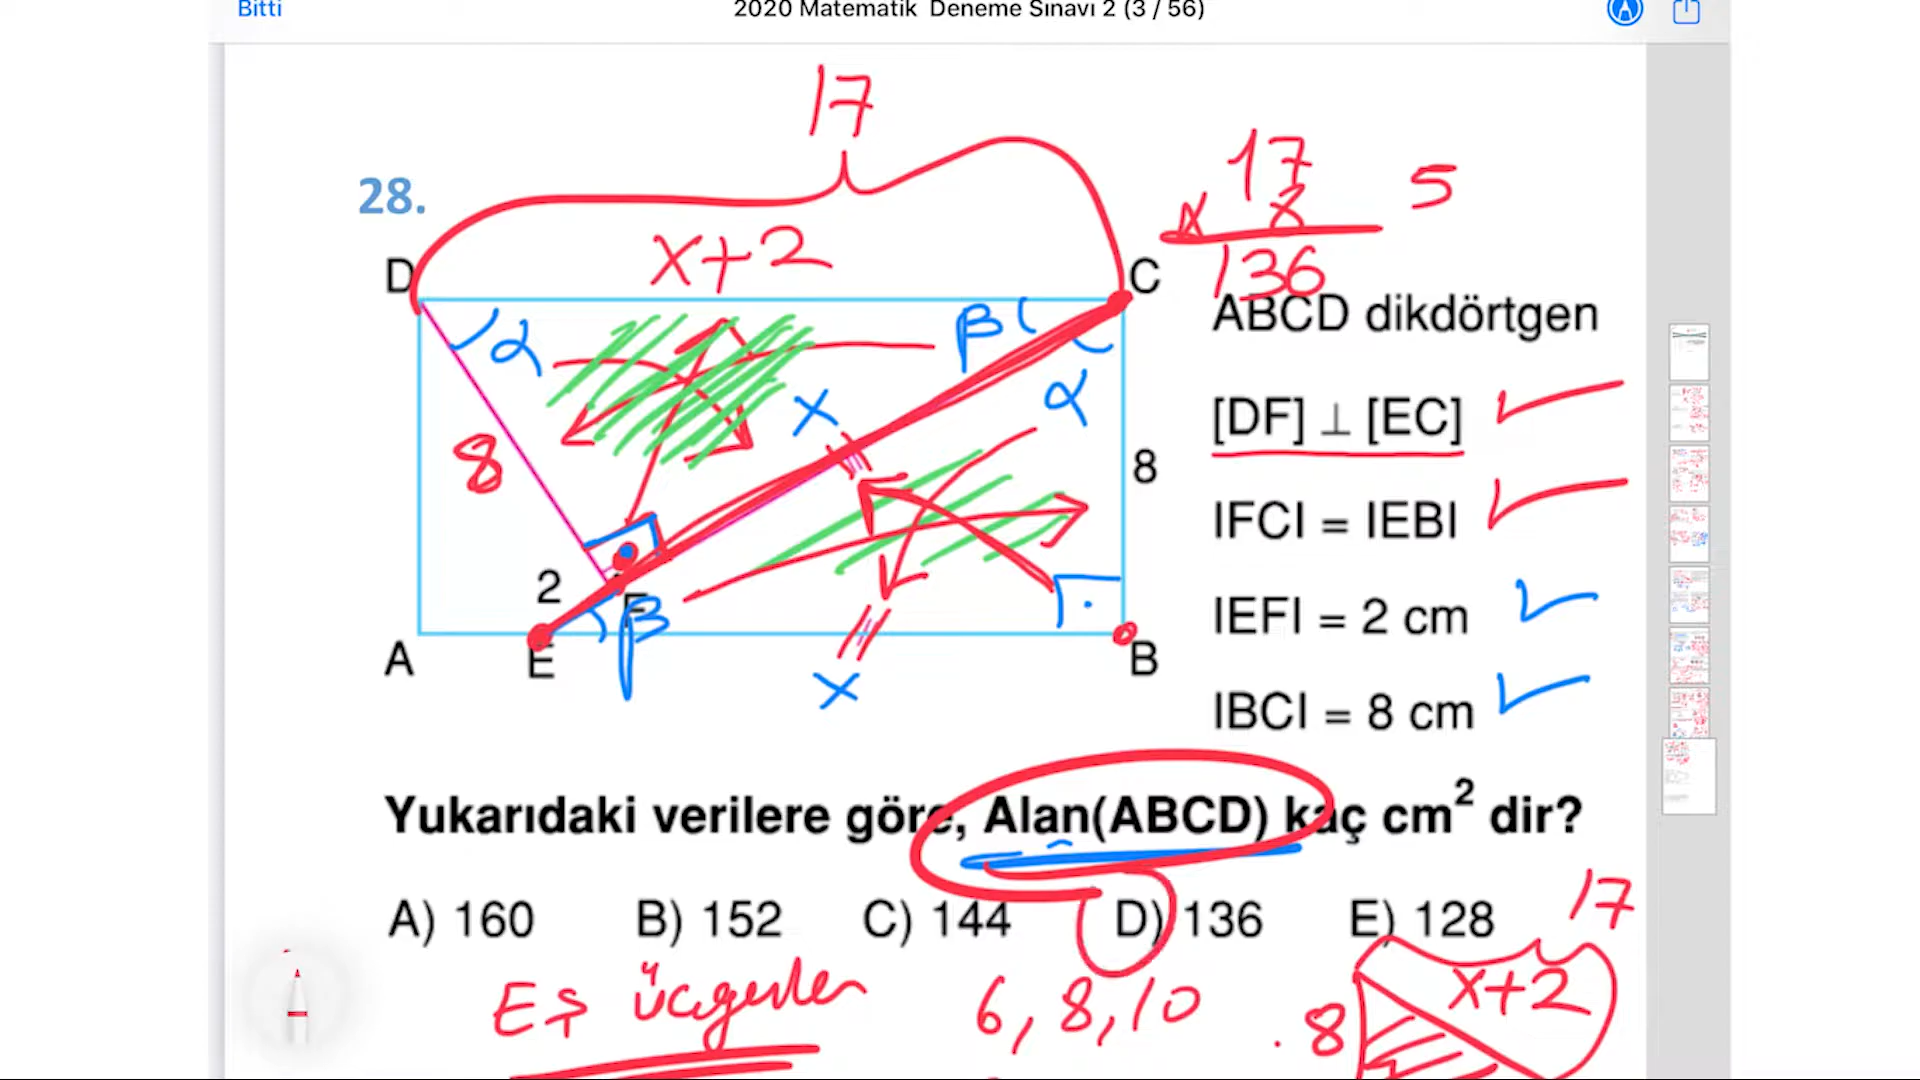 Bitti
2020 Matematik Deneme Sınavı 2 (3 / 56)
17
28.
17
x 8
136
5
x+2
D
C
α
β
ABCD dikdörtgen
x
α
[DF] ⊥ [EC]
8
8
IFCI = IEBI
2
F
β
IEFI = 2 cm
A
E
B
x
IBCI = 8 cm
Yukarıdaki verilere göre, Alan(ABCD) kaç cm² dir?
A) 160 B) 152 C) 144 D) 136 E) 128
17
Eş üçgenler
6, 8, 10
x+2
8